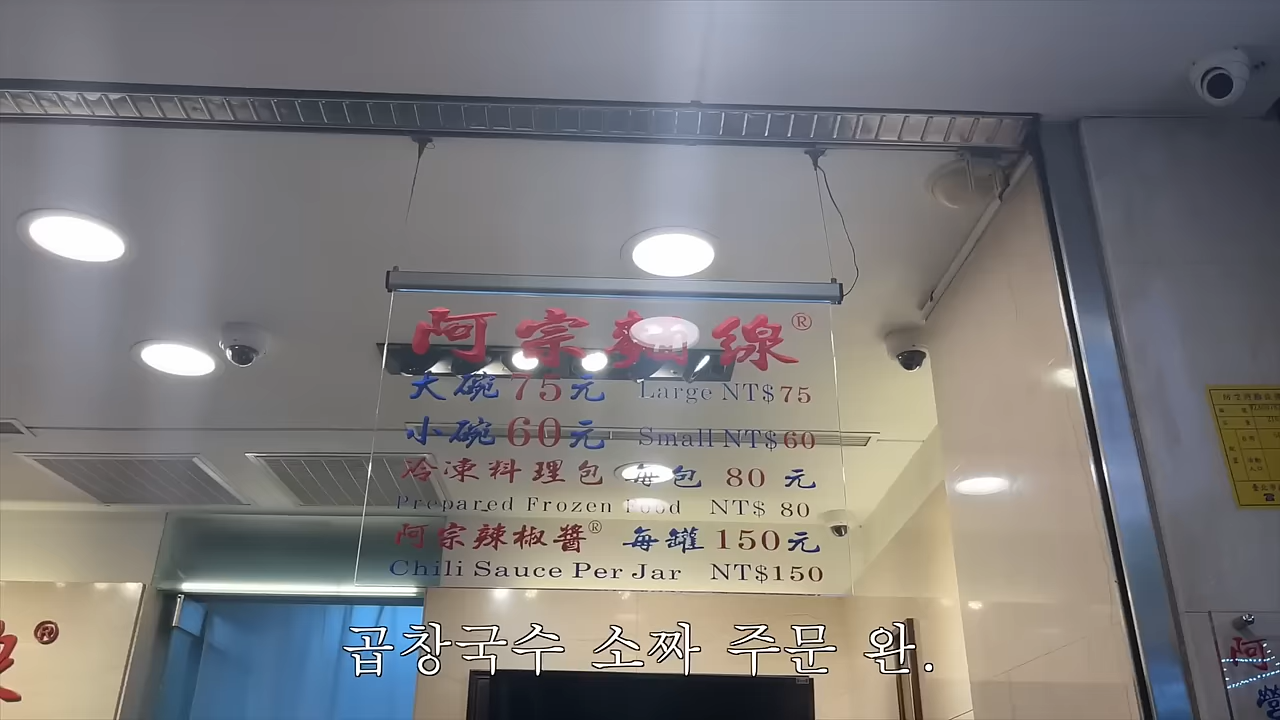 阿宗麵線®
大碗75元 Large NT$75
小碗60元 Small NT$60
冷凍料理包 每包 80 元
Prepared Frozen Food NT$ 80
阿宗辣椒醬® 每罐150元
Chili Sauce Per Jar NT$150
곱창국수 소짜 주문 완.
®
阿